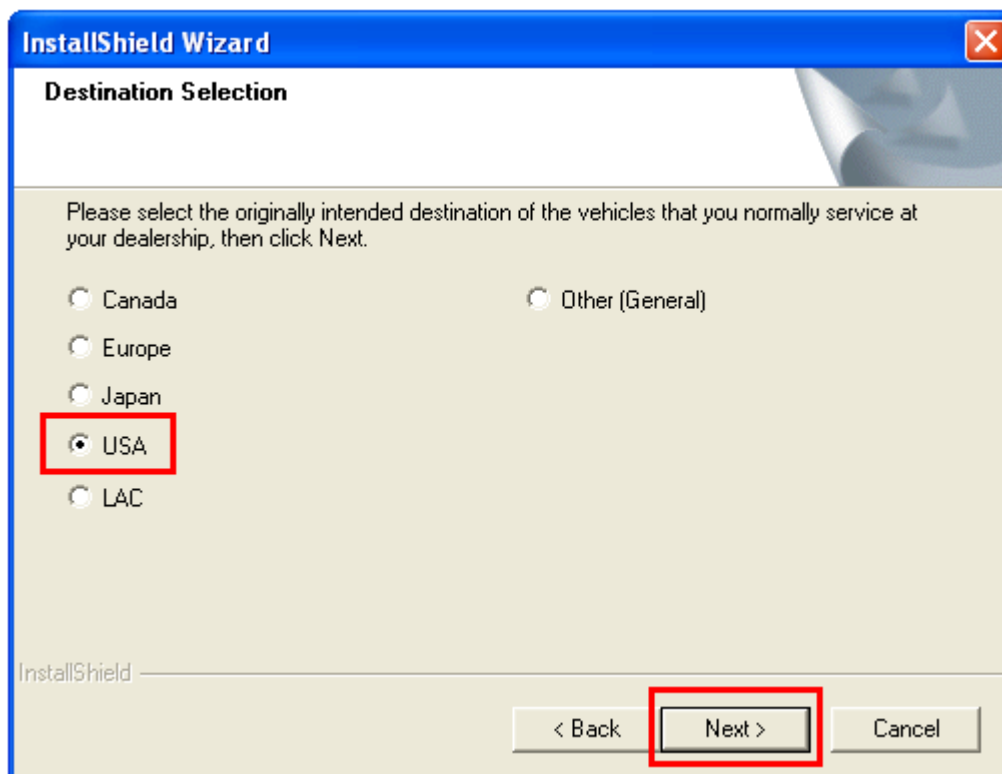 InstallShield Wizard
Destination Selection
Please select the originally intended destination of the vehicles that you normally service at
your dealership, then click Next.
Canada
Other (General)
Europe
Japan
USA
LAC
InstallShield
< Back
Next >
Cancel